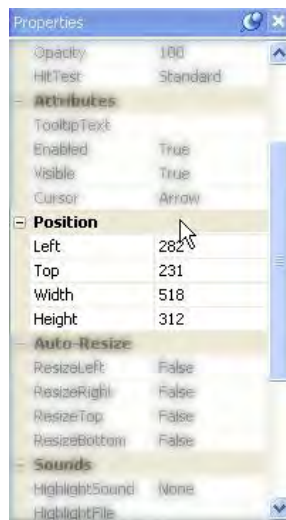 Properties
Opacity 100
HitTest Standard
Attributes
TooltipText
Enabled True
Visible True
Cursor Arrow
Position
Left 282
Top 231
Width 518
Height 312
Auto-Resize
ResizeLeft False
ResizeRight False
ResizeTop False
ResizeBottom False
Sounds
HighlightSound None
HighlightFile